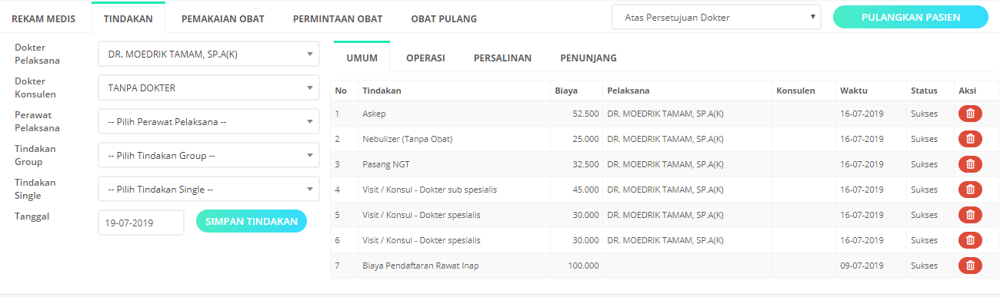 REKAM MEDIS TINDAKAN PEMAKAIAN OBAT PERMINTAAN OBAT OBAT PULANG Atas Persetujuan Dokter PULANGKAN PASIEN
Dokter
Pelaksana
DR. MOEDRIK TAMAM, SP.A(K)
Dokter
Konsulen
TANPA DOKTER
Perawat
Pelaksana
-- Pilih Perawat Pelaksana --
Tindakan
Group
-- Pilih Tindakan Group --
Tindakan
Single
-- Pilih Tindakan Single --
Tanggal
19-07-2019
SIMPAN TINDAKAN
UMUM OPERASI PERSALINAN PENUNJANG
No Tindakan Biaya Pelaksana Konsulen Waktu Status Aksi
1 Askep 52.500 DR. MOEDRIK TAMAM, SP.A(K) 16-07-2019 Sukses
2 Nebulizer (Tanpa Obat) 25.000 DR. MOEDRIK TAMAM, SP.A(K) 16-07-2019 Sukses
3 Pasang NGT 32.500 DR. MOEDRIK TAMAM, SP.A(K) 16-07-2019 Sukses
4 Visit / Konsul - Dokter sub spesialis 45.000 DR. MOEDRIK TAMAM, SP.A(K) 16-07-2019 Sukses
5 Visit / Konsul - Dokter spesialis 30.000 DR. MOEDRIK TAMAM, SP.A(K) 16-07-2019 Sukses
6 Visit / Konsul - Dokter spesialis 30.000 DR. MOEDRIK TAMAM, SP.A(K) 16-07-2019 Sukses
7 Biaya Pendaftaran Rawat Inap 100.000 09-07-2019 Sukses